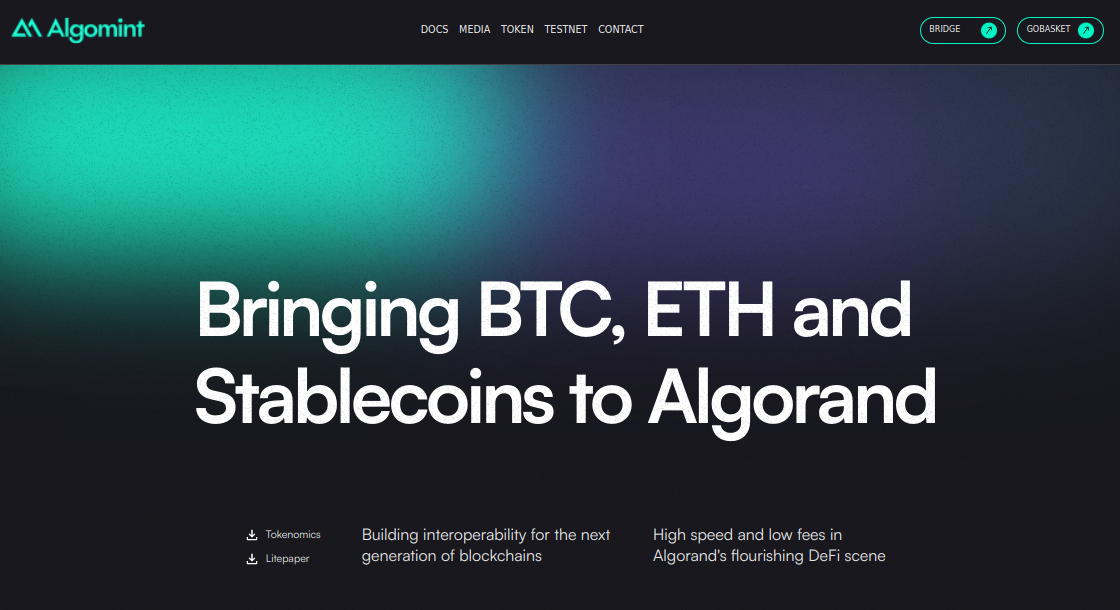 Algomint
DOCS MEDIA TOKEN TESTNET CONTACT
BRIDGE
GOBASKET
Bringing BTC, ETH and
Stablecoins to Algorand
Tokenomics
Litepaper
Building interoperability for the next
generation of blockchains
High speed and low fees in
Algorand's flourishing DeFi scene